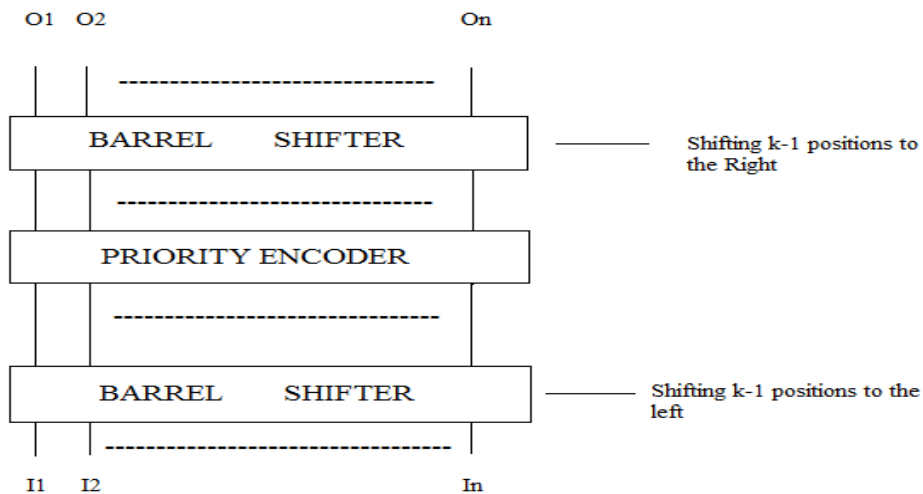 O1 O2 On
BARREL SHIFTER
Shifting k-1 positions to
the Right
PRIORITY ENCODER
BARREL SHIFTER
Shifting k-1 positions to the
left
I1 I2 In